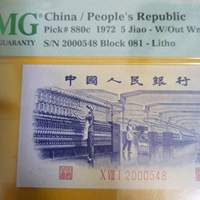 MG China / People's Republic
GUARANTY Pick# 880c 1972 5 Jiao - W/Out
S/N 2000548 Block 081 - Litho
中国人民银行
X VIII I 2000548